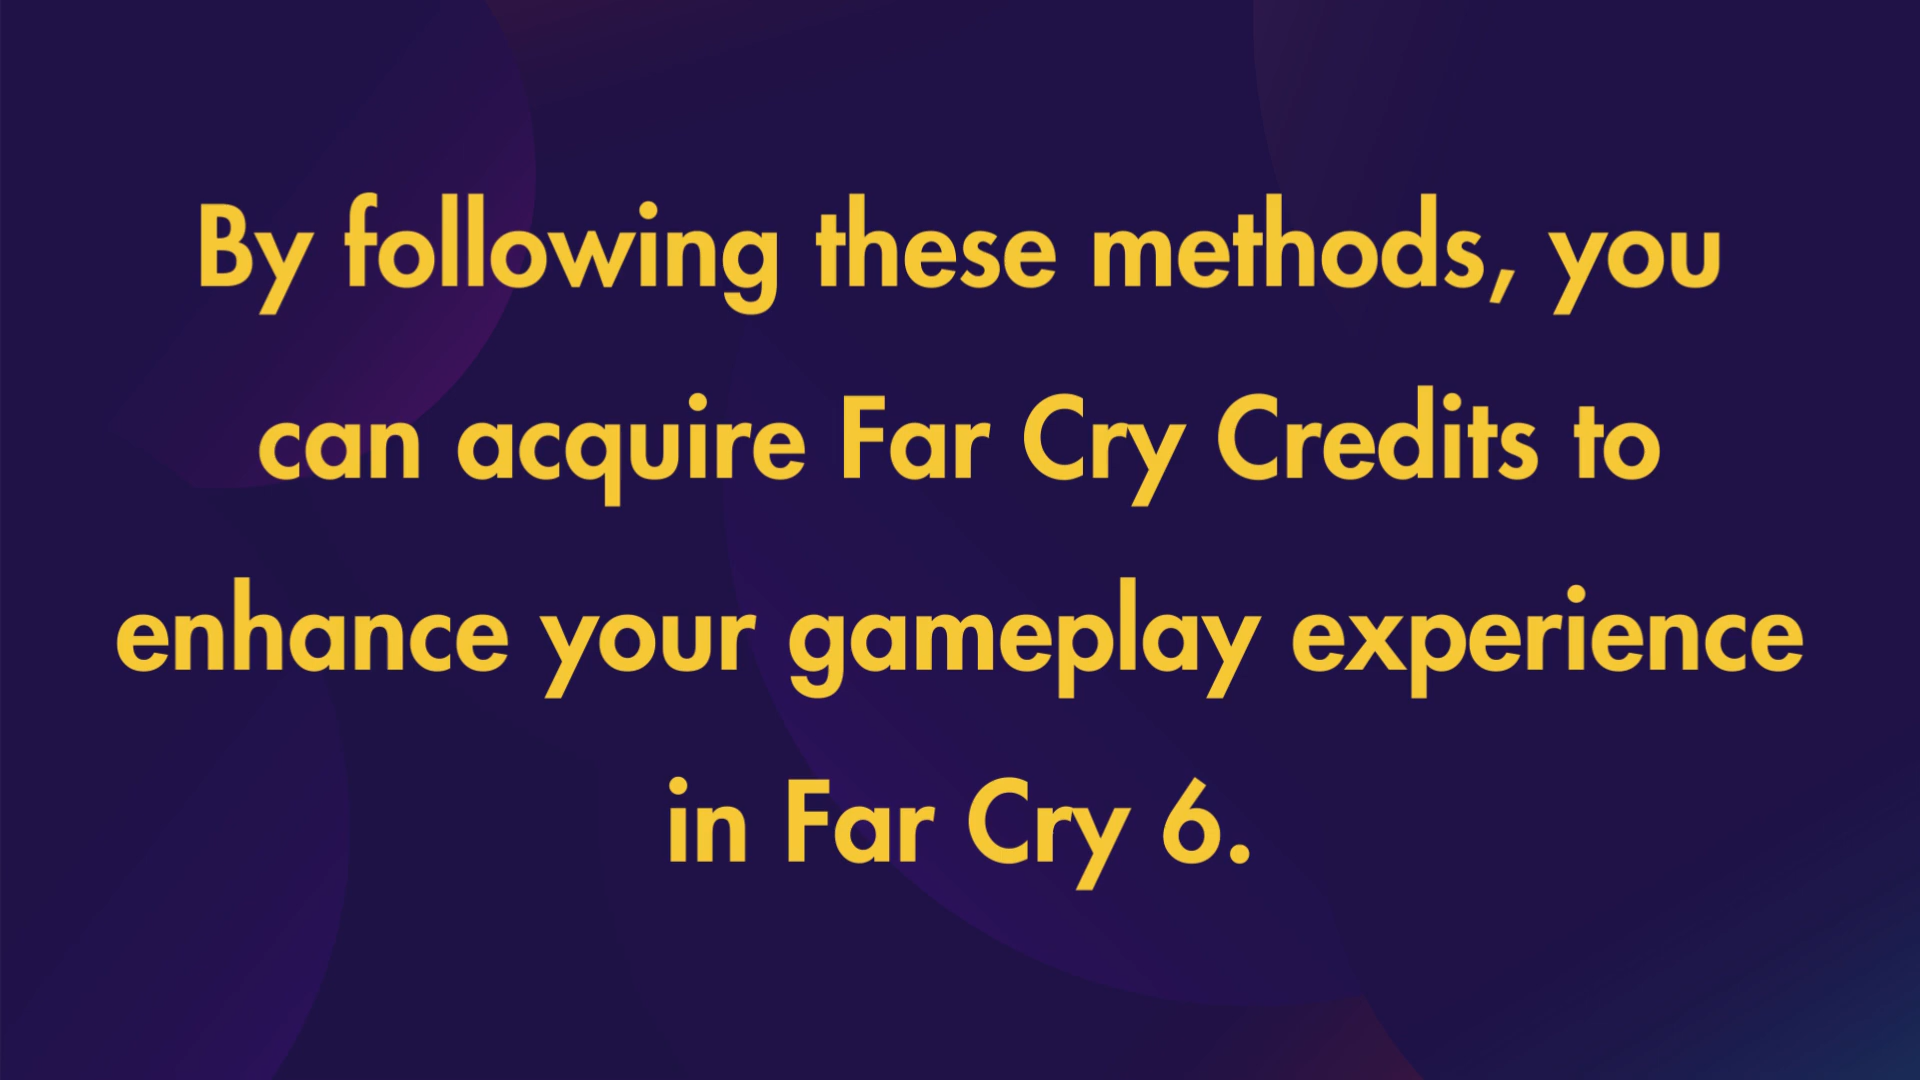 By following these methods, you
can acquire Far Cry Credits to
enhance your gameplay experience
in Far Cry 6.